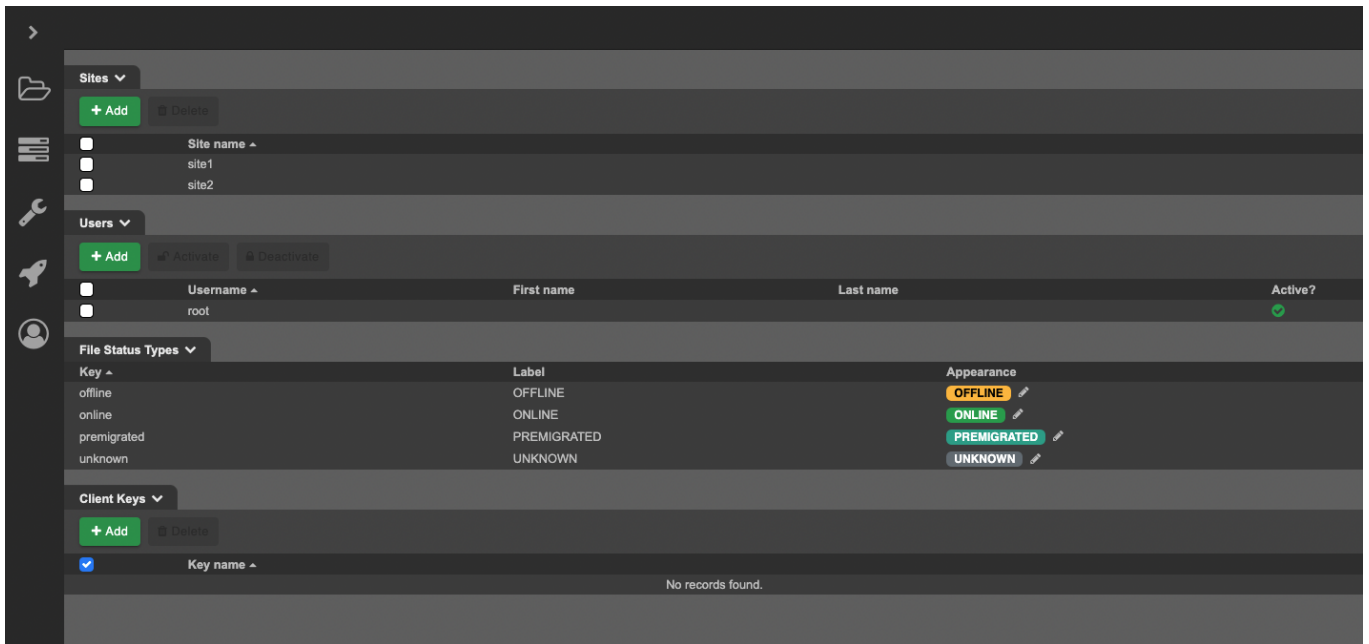 Sites
+ Add Delete
Site name
site1
site2
Users
+ Add Activate Deactivate
Username First name Last name Active?
root
File Status Types
Key Label Appearance
offline OFFLINE OFFLINE
online ONLINE ONLINE
premigrated PREMIGRATED PREMIGRATED
unknown UNKNOWN UNKNOWN
Client Keys
+ Add Delete
Key name
No records found.